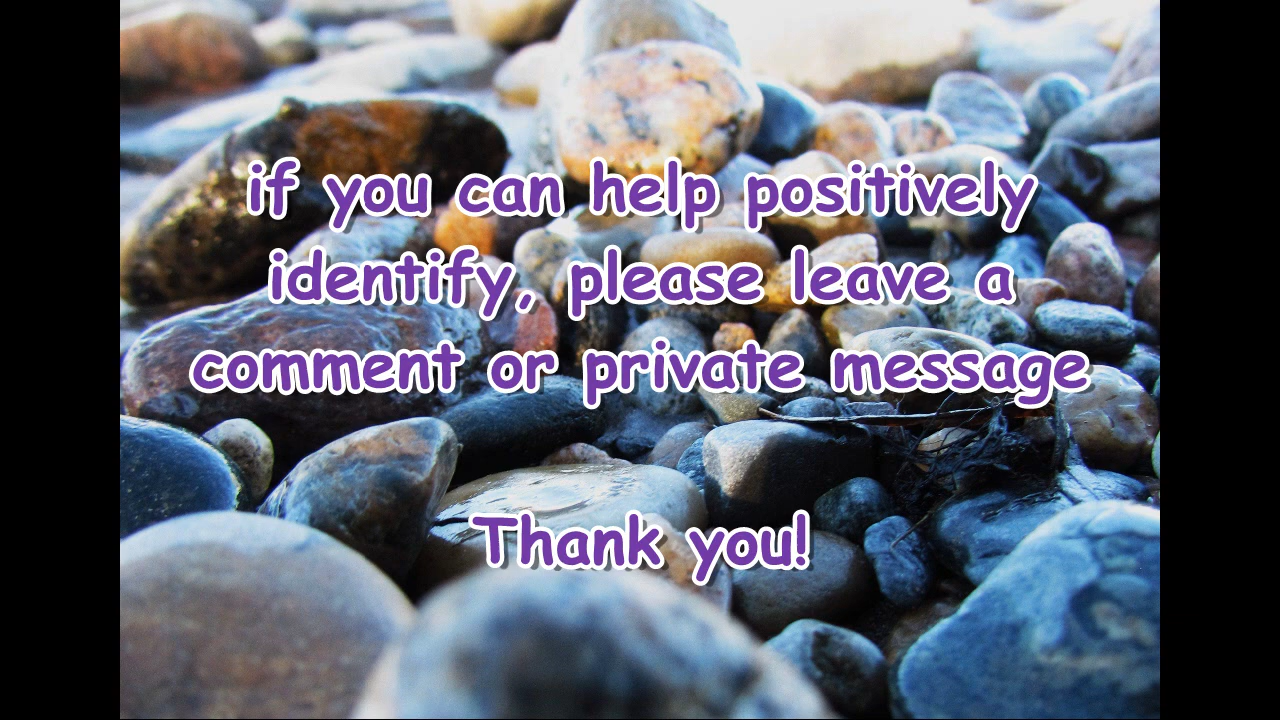 if you can help positively
identify, please leave a
comment or private message
Thank you!